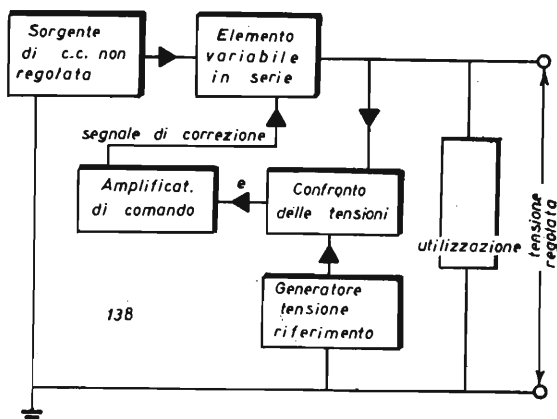 Sorgente
di c.c. non
regolata
Elemento
variabile
in serie
segnale di correzione
Amplificat.
di comando
e
Confronto
delle tensioni
utilizzazione
tensione
regolata
Generatore
tensione
riferimento
138